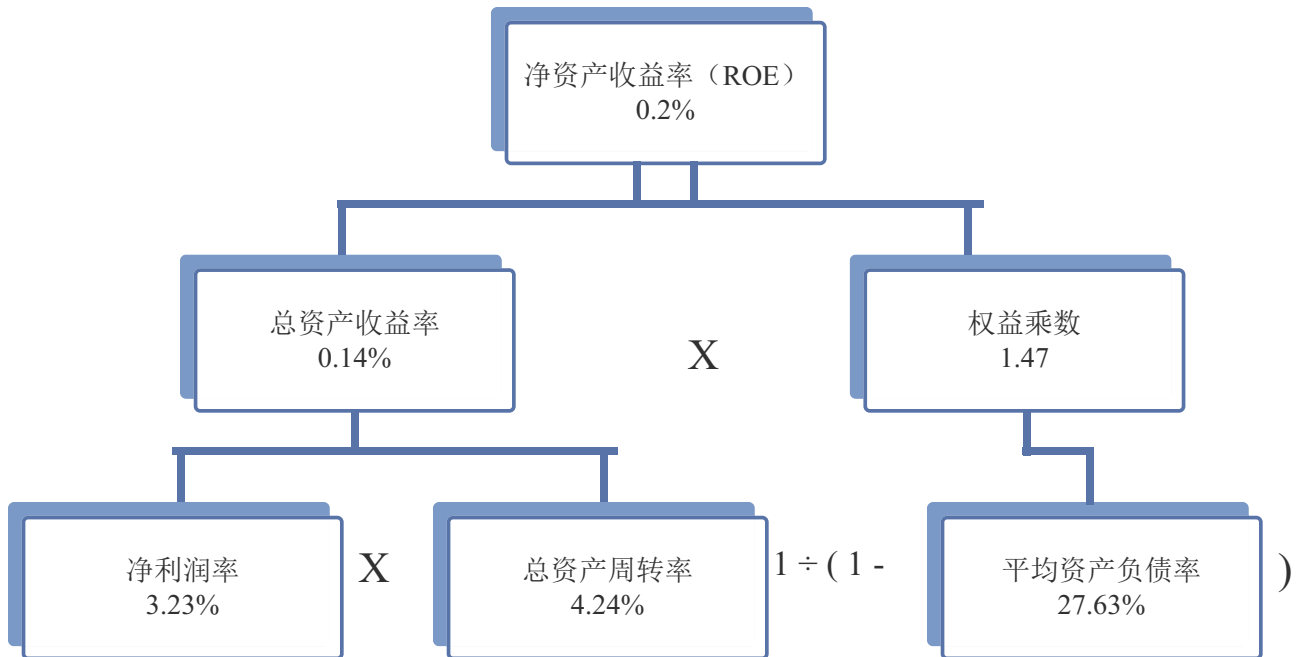 净资产收益率（ROE）
0.2%
总资产收益率
0.14%
X
权益乘数
1.47
净利润率
3.23%
X
总资产周转率
4.24%
1 ÷ ( 1 -
平均资产负债率
27.63%
)